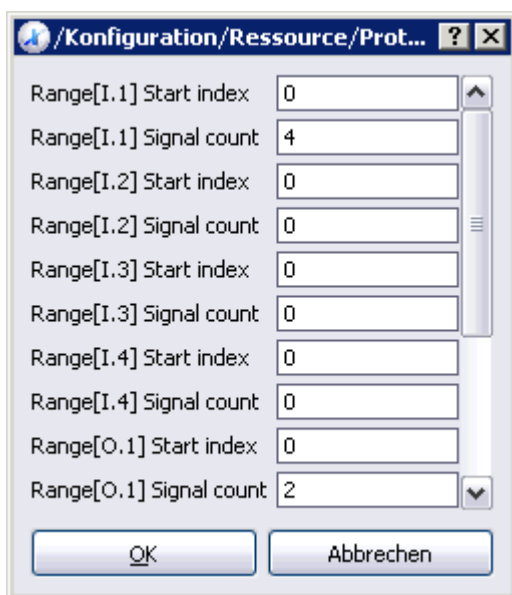 /Konfiguration/Ressource/Prot...
Range[I.1] Start index 0
Range[I.1] Signal count 4
Range[I.2] Start index 0
Range[I.2] Signal count 0
Range[I.3] Start index 0
Range[I.3] Signal count 0
Range[I.4] Start index 0
Range[I.4] Signal count 0
Range[O.1] Start index 0
Range[O.1] Signal count 2
OK Abbrechen